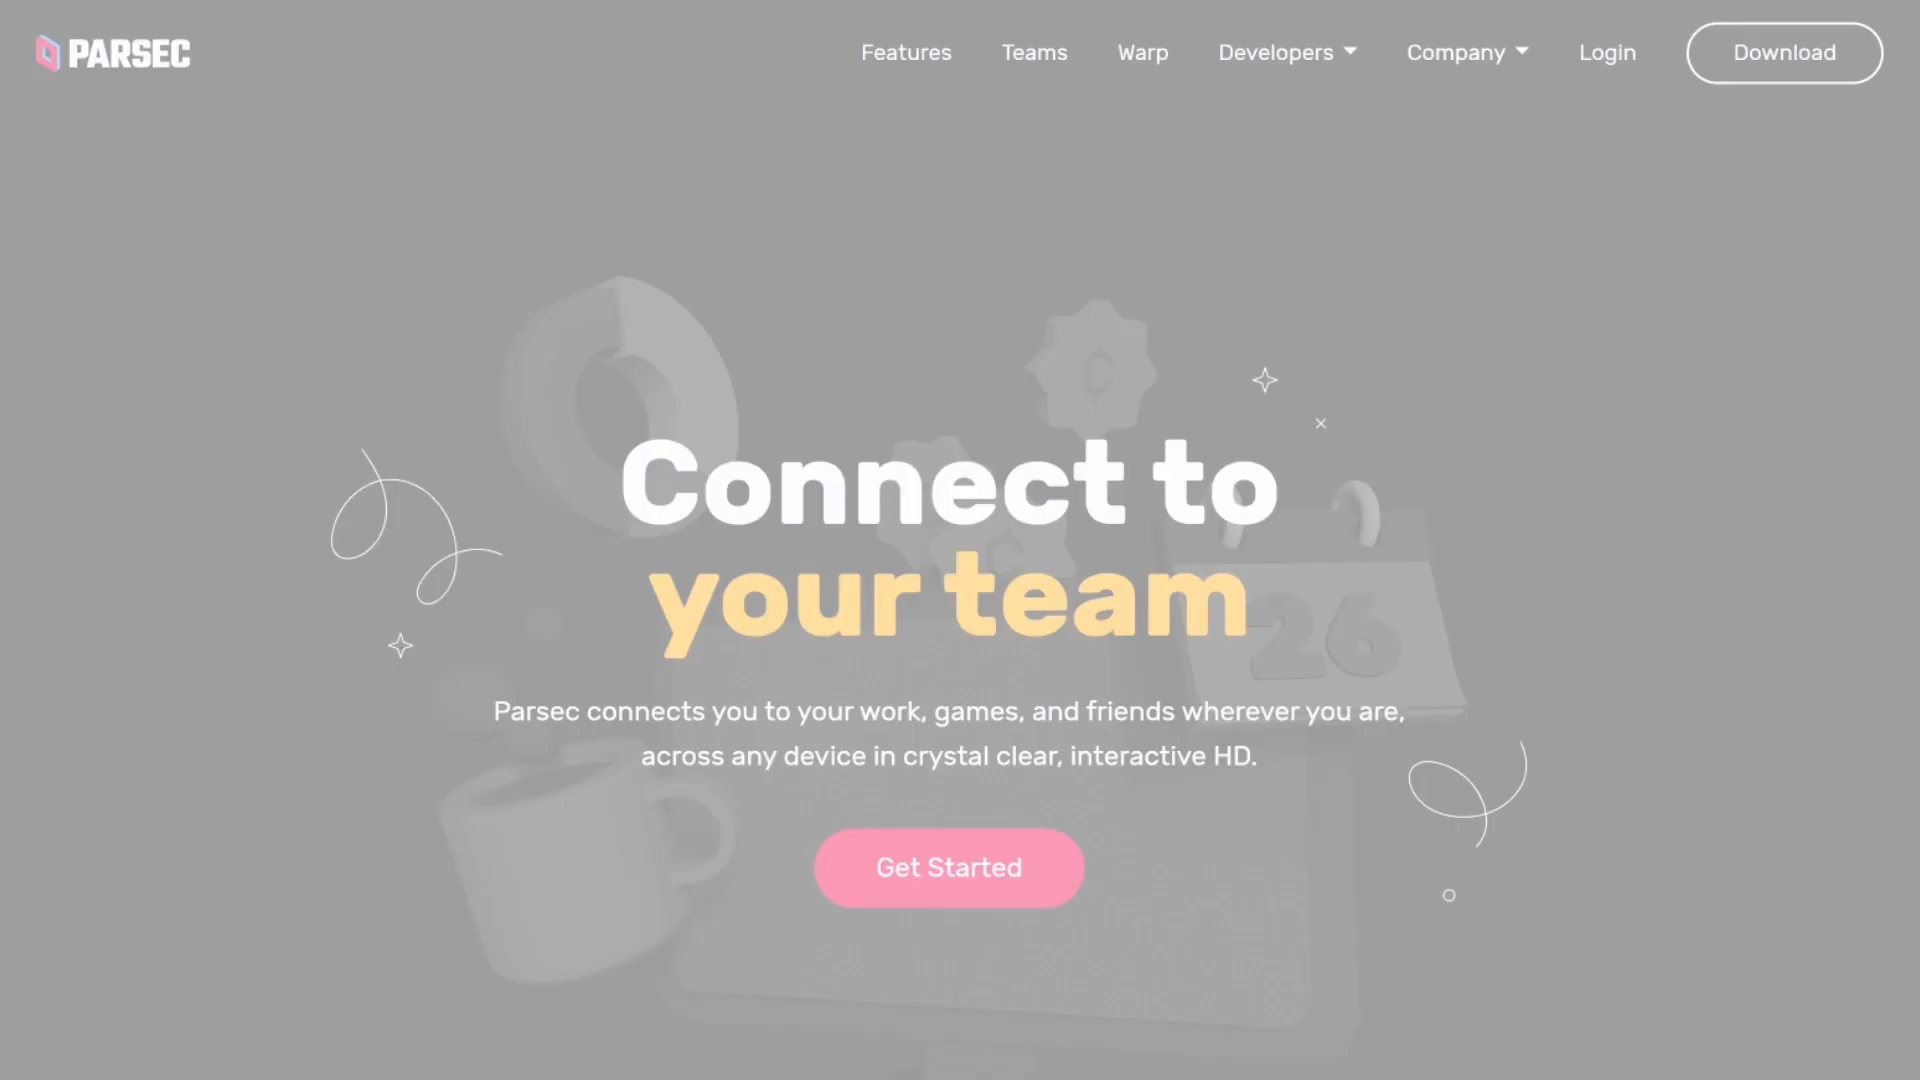 PARSEC
Features
Teams
Warp
Developers
Company
Login
Download
Connect to
your team
26
Parsec connects you to your work, games, and friends wherever you are,
across any device in crystal clear, interactive HD.
Get Started